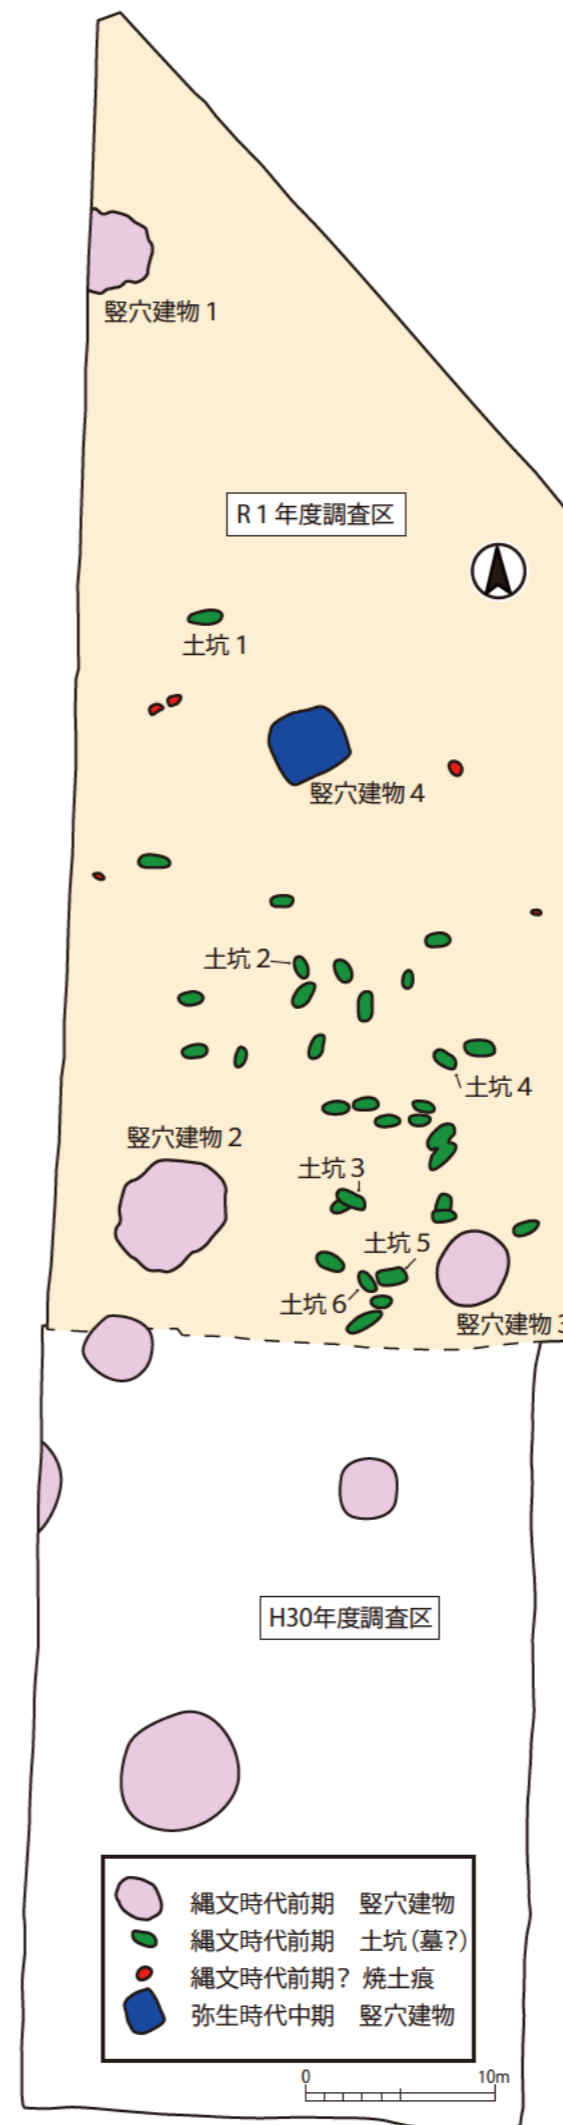 竪穴建物 1
R 1 年度調査区
土坑 1
竪穴建物 4
土坑 2
土坑 4
竪穴建物 2
土坑 3
土坑 5
土坑 6
竪穴建物 3
H30年度調査区
縄文時代前期 竪穴建物
縄文時代前期 土坑(墓?)
縄文時代前期? 焼土痕
弥生時代中期 竪穴建物
0 10m